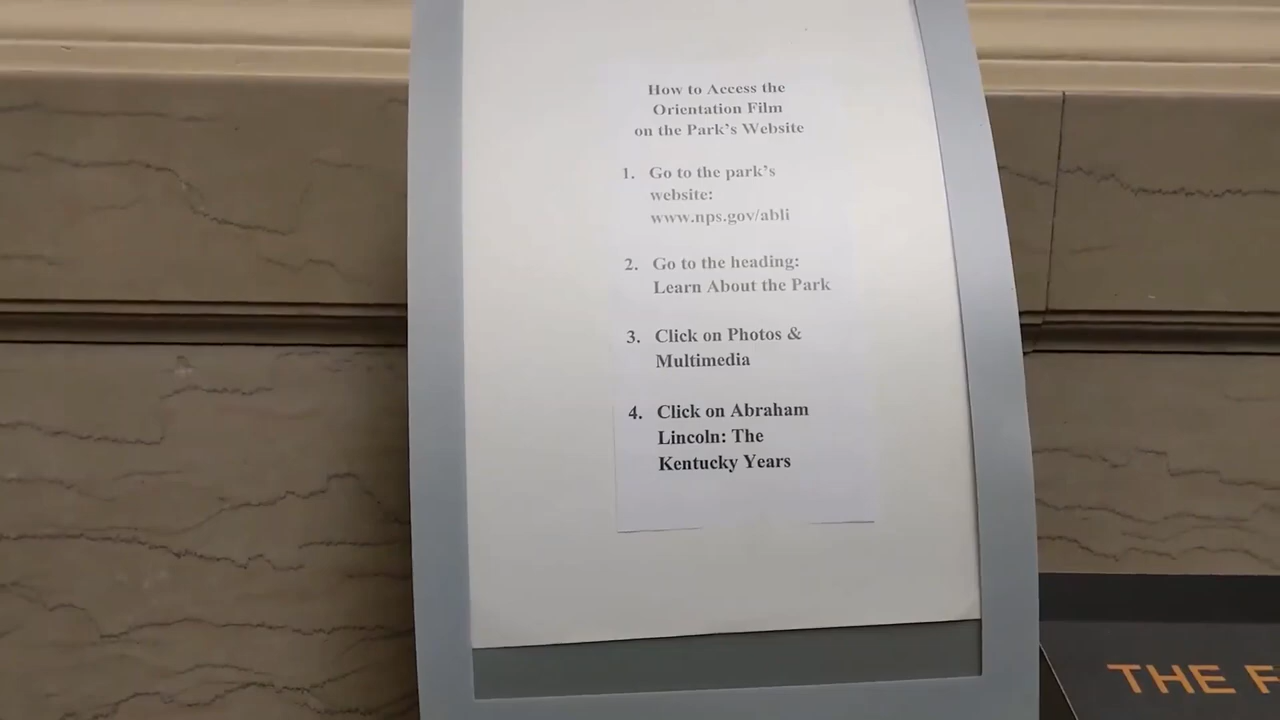 How to Access the
Orientation Film
on the Park's Website
1. Go to the park's
website:
www.nps.gov/abli
2. Go to the heading:
Learn About the Park
3. Click on Photos &
Multimedia
4. Click on Abraham
Lincoln: The
Kentucky Years
THE